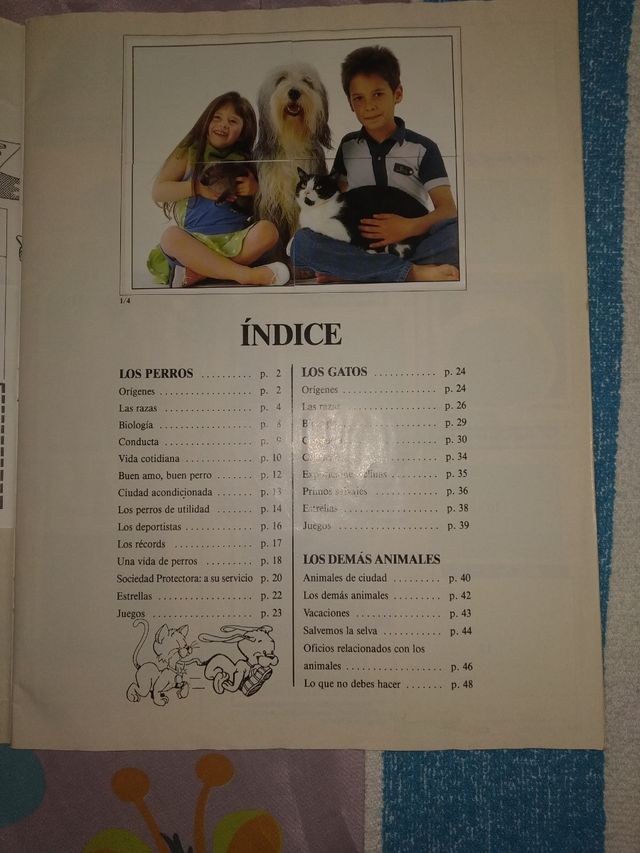 1/4
ÍNDICE
LOS PERROS .......... p. 2
Orígenes .......... p. 2
Las razas .......... p. 4
Biología .......... p. 8
Conducta .......... p. 9
Vida cotidiana .......... p. 10
Buen amo, buen perro ....... p. 12
Ciudad acondicionada ....... p. 13
Los perros de utilidad ....... p. 14
Los deportistas .......... p. 16
Los récords .......... p. 17
Una vida de perros ....... p. 18
Sociedad Protectora: a su servicio p. 20
Estrellas .......... p. 22
Juegos .......... p. 23
LOS GATOS .......... p. 24
Orígenes .......... p. 24
Las razas .......... p. 26
.......... p. 29
.......... p. 30
.......... p. 34
.......... p. 35
Primos salvajes .......... p. 36
Estrellas .......... p. 38
Juegos .......... p. 39
LOS DEMÁS ANIMALES
Animales de ciudad ......... p. 40
Los demás animales ......... p. 42
Vacaciones .......... p. 43
Salvemos la selva .......... p. 44
Oficios relacionados con los
animales .......... p. 46
Lo que no debes hacer ....... p. 48